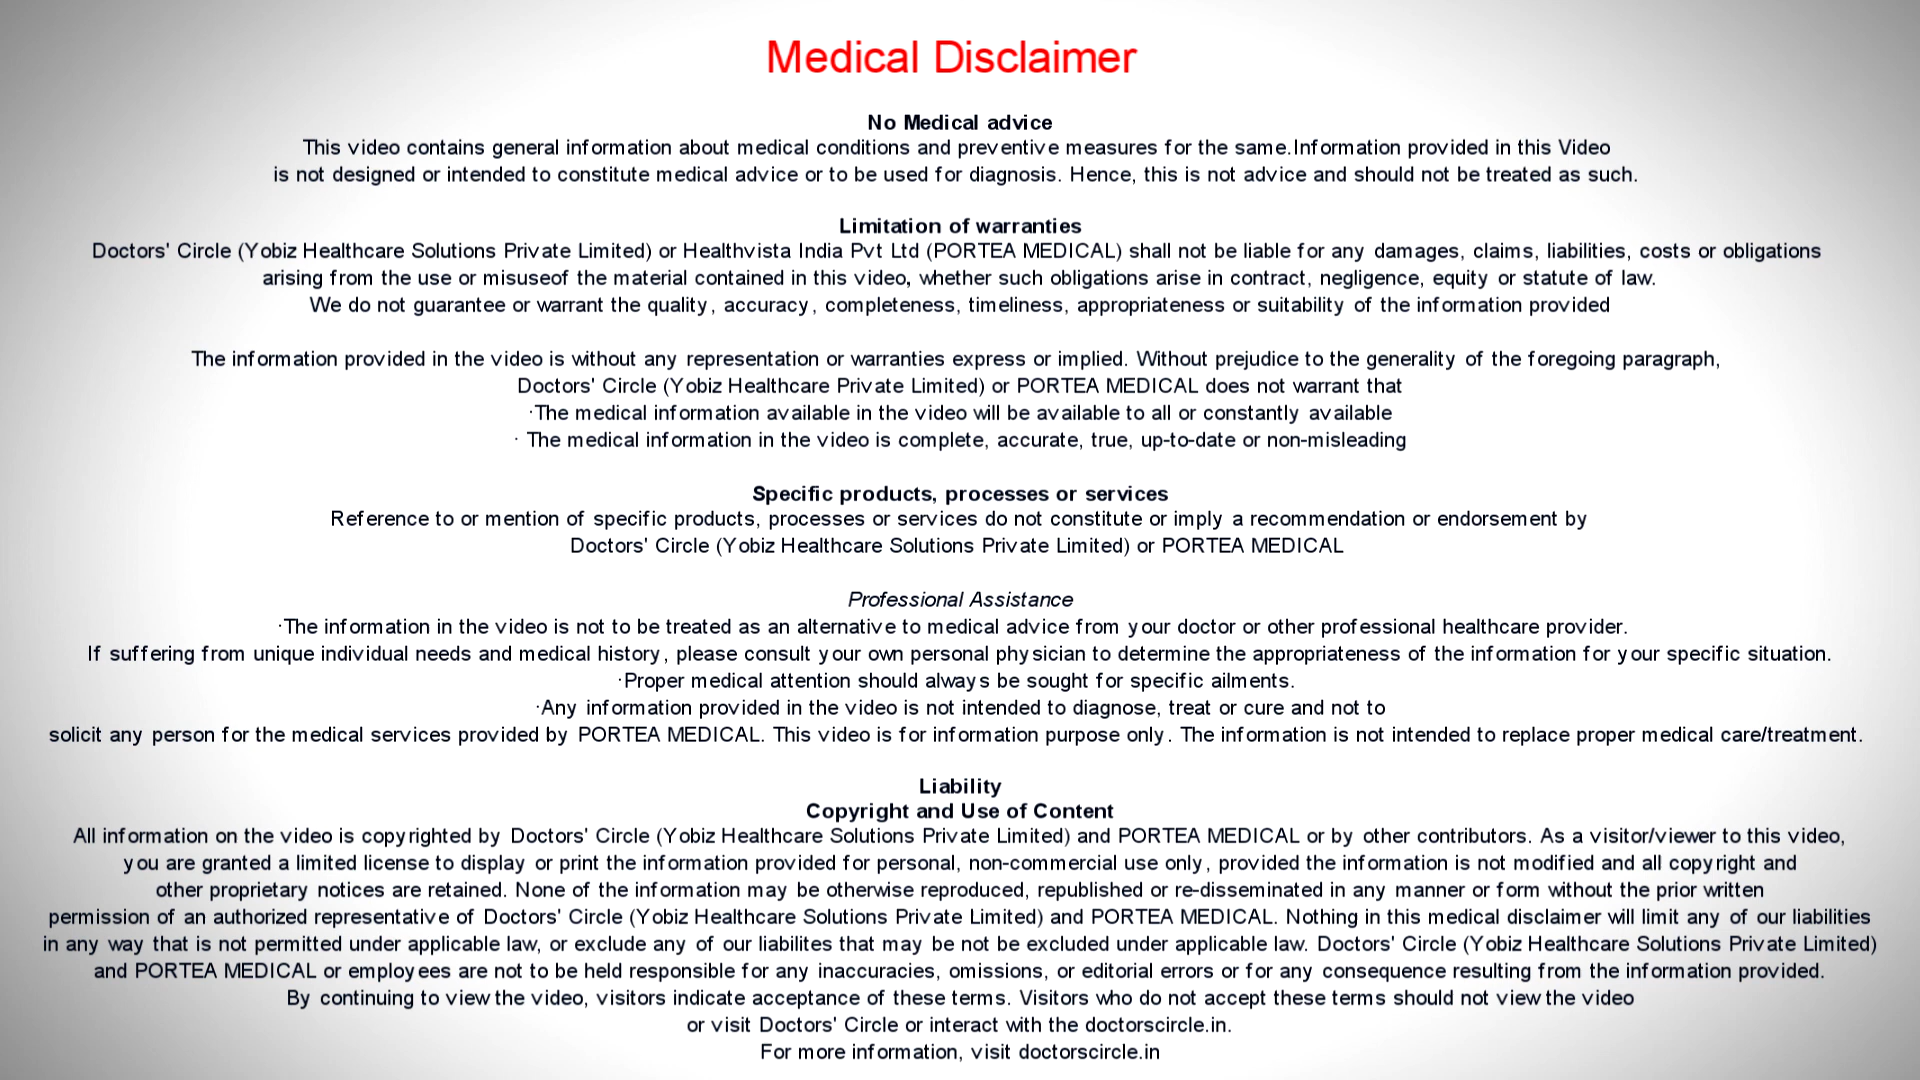 Medical Disclaimer
No Medical advice
This video contains general information about medical conditions and preventive measures for the same.Information provided in this Video
is not designed or intended to constitute medical advice or to be used for diagnosis. Hence, this is not advice and should not be treated as such.
Limitation of warranties
Doctors' Circle (Yobiz Healthcare Solutions Private Limited) or Healthvista India Pvt Ltd (PORTEA MEDICAL) shall not be liable for any damages, claims, liabilities, costs or obligations
arising from the use or misuseof the material contained in this video, whether such obligations arise in contract, negligence, equity or statute of law.
We do not guarantee or warrant the quality, accuracy, completeness, timeliness, appropriateness or suitability of the information provided
The information provided in the video is without any representation or warranties express or implied. Without prejudice to the generality of the foregoing paragraph,
Doctors' Circle (Yobiz Healthcare Private Limited) or PORTEA MEDICAL does not warrant that
·The medical information available in the video will be available to all or constantly available
· The medical information in the video is complete, accurate, true, up-to-date or non-misleading
Specific products, processes or services
Reference to or mention of specific products, processes or services do not constitute or imply a recommendation or endorsement by
Doctors' Circle (Yobiz Healthcare Solutions Private Limited) or PORTEA MEDICAL
Professional Assistance
·The information in the video is not to be treated as an alternative to medical advice from your doctor or other professional healthcare provider.
If suffering from unique individual needs and medical history, please consult your own personal physician to determine the appropriateness of the information for your specific situation.
·Proper medical attention should always be sought for specific ailments.
·Any information provided in the video is not intended to diagnose, treat or cure and not to
solicit any person for the medical services provided by PORTEA MEDICAL. This video is for information purpose only. The information is not intended to replace proper medical care/treatment.
Liability
Copyright and Use of Content
All information on the video is copyrighted by Doctors' Circle (Yobiz Healthcare Solutions Private Limited) and PORTEA MEDICAL or by other contributors. As a visitor/viewer to this video,
you are granted a limited license to display or print the information provided for personal, non-commercial use only, provided the information is not modified and all copyright and
other proprietary notices are retained. None of the information may be otherwise reproduced, republished or re-disseminated in any manner or form without the prior written
permission of an authorized representative of Doctors' Circle (Yobiz Healthcare Solutions Private Limited) and PORTEA MEDICAL. Nothing in this medical disclaimer will limit any of our liabilities
in any way that is not permitted under applicable law, or exclude any of our liabilites that may be not be excluded under applicable law. Doctors' Circle (Yobiz Healthcare Solutions Private Limited)
and PORTEA MEDICAL or employees are not to be held responsible for any inaccuracies, omissions, or editorial errors or for any consequence resulting from the information provided.
By continuing to view the video, visitors indicate acceptance of these terms. Visitors who do not accept these terms should not view the video
or visit Doctors' Circle or interact with the doctorscircle.in.
For more information, visit doctorscircle.in